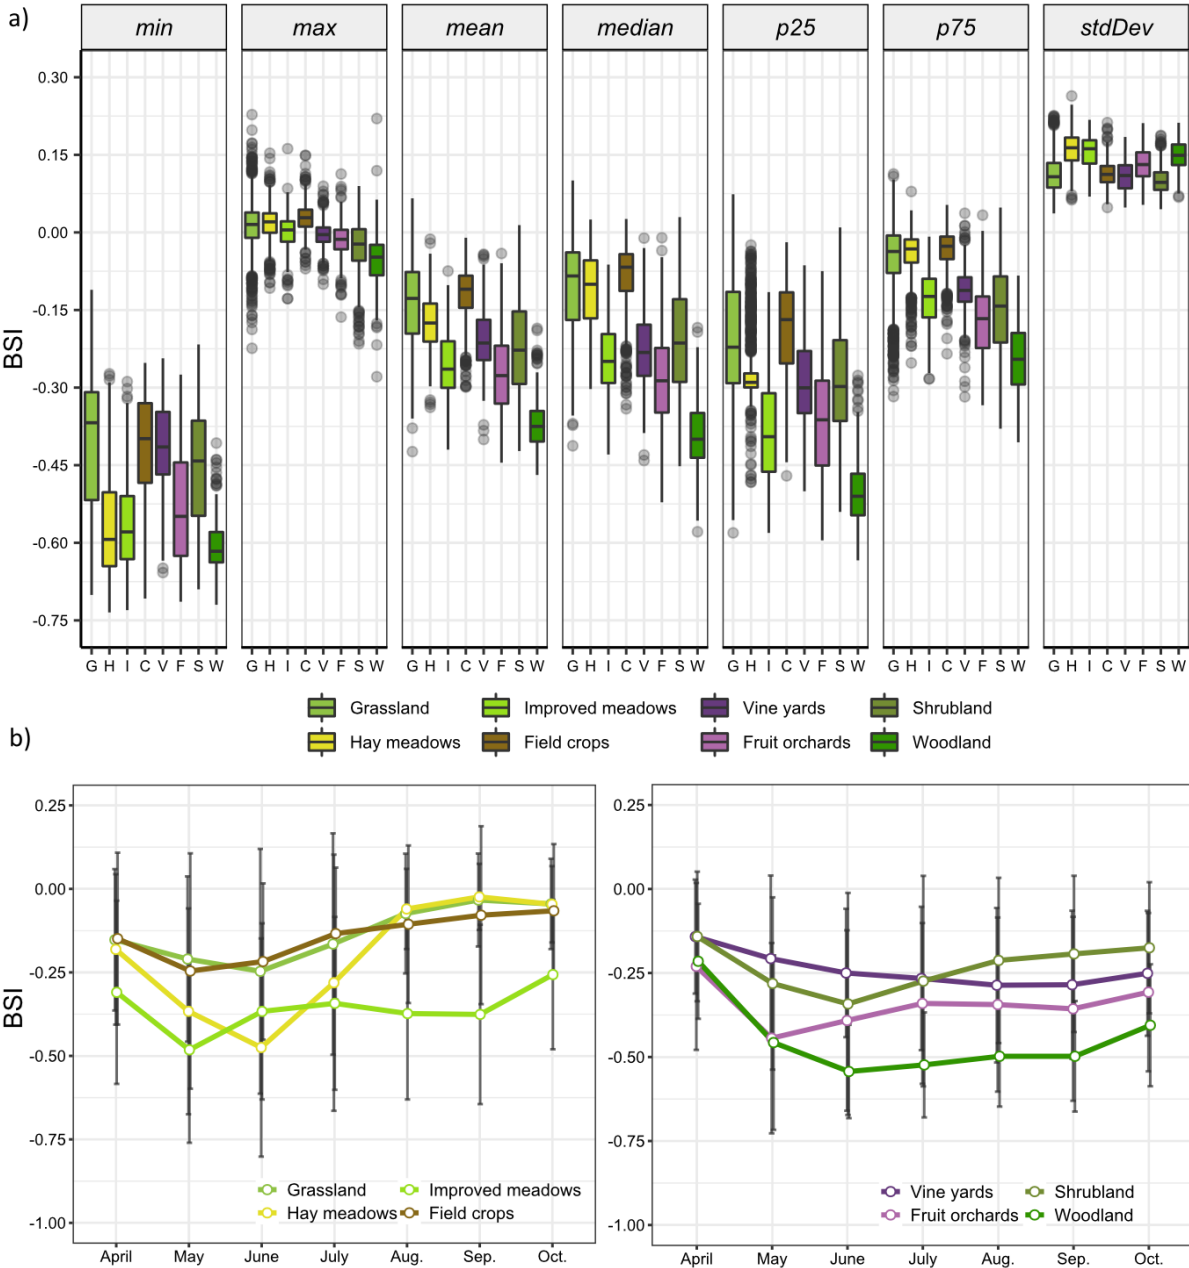 a)
min max mean median p25 p75 stdDev
0.30
0.15
0.00
-0.15
-0.30
-0.45
-0.60
-0.75
BSI
G H I C V F S W G H I C V F S W G H I C V F S W G H I C V F S W G H I C V F S W G H I C V F S W G H I C V F S W
Grassland Improved meadows Vine yards Shrubland
Hay meadows Field crops Fruit orchards Woodland
b)
0.25
0.00
-0.25
-0.50
-0.75
-1.00
BSI
Grassland Improved meadows
Hay meadows Field crops
April May June July Aug. Sep. Oct.
0.25
0.00
-0.25
-0.50
-0.75
-1.00
Vine yards Shrubland
Fruit orchards Woodland
April May June July Aug. Sep. Oct.